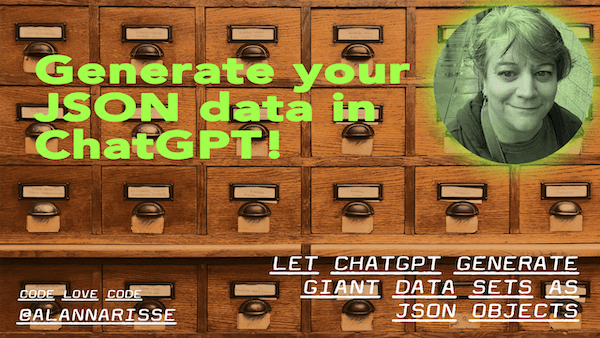 Generate your
JSON data in
ChatGPT!
LET CHATGPT GENERATE
GIANT DATA SETS AS
JSON OBJECTS
CODE LOVE CODE
@ALANNARISSE